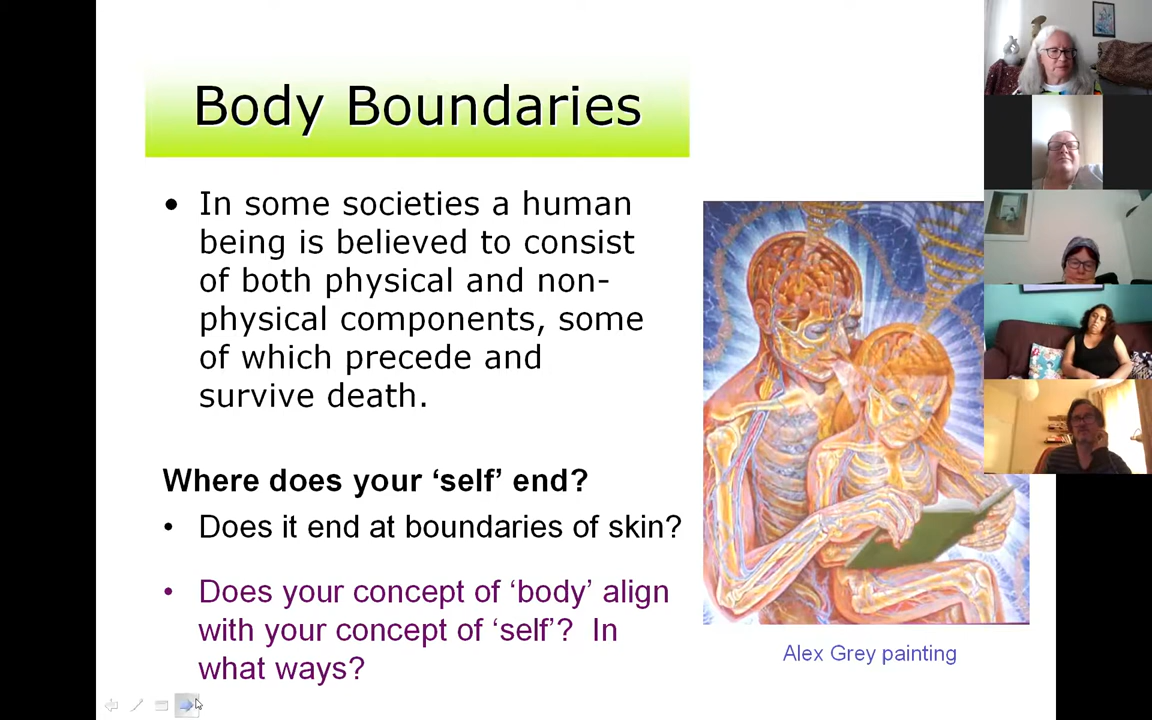 Body Boundaries
• In some societies a human
being is believed to consist
of both physical and non-
physical components, some
of which precede and
survive death.
Where does your ‘self’ end?
• Does it end at boundaries of skin?
• Does your concept of ‘body’ align
with your concept of ‘self’?  In
what ways?
Alex Grey painting